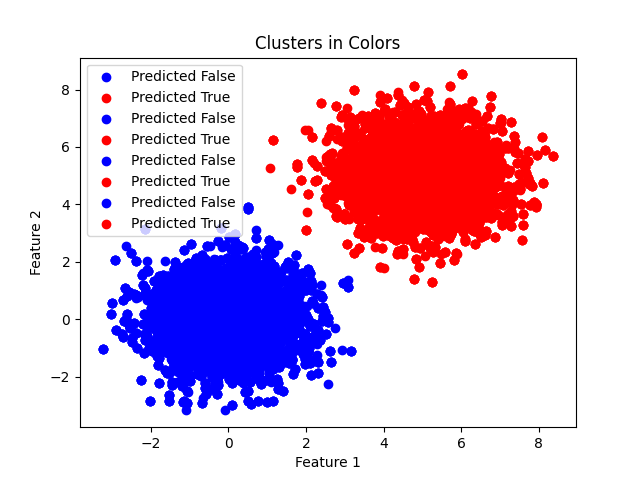 Clusters in Colors
Predicted False
Predicted True
Predicted False
Predicted True
Predicted False
Predicted True
Predicted False
Predicted True
Feature 2
8
6
4
2
0
−2
−2
0
2
4
6
8
Feature 1